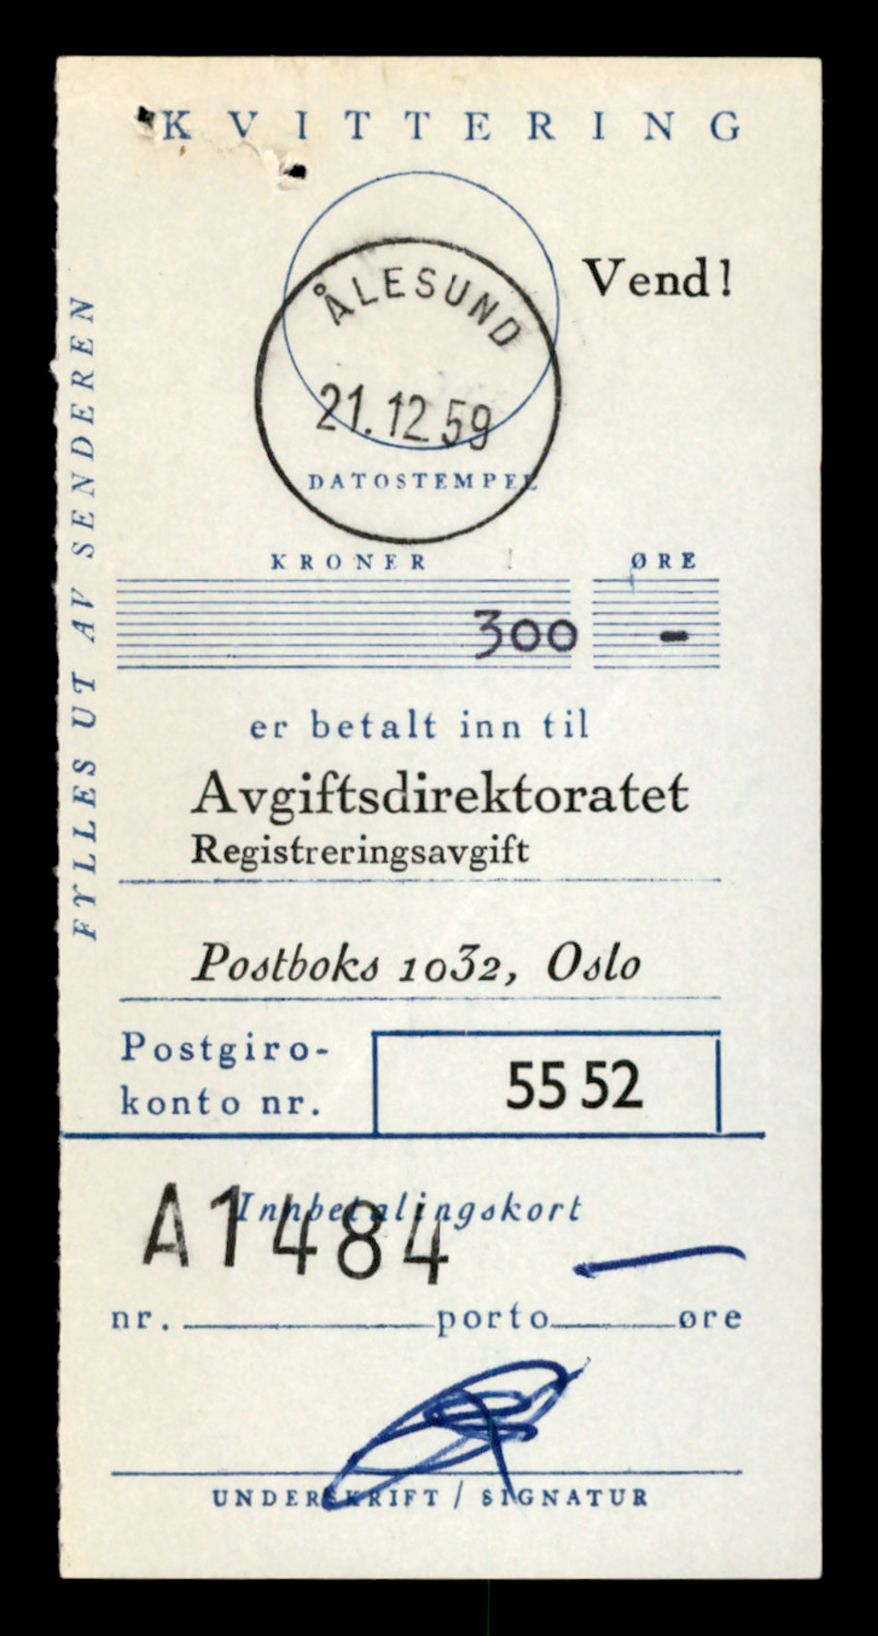 KVITTERING
Vend!
ÅLESUND
21.12.59
DATOSTEMPEL
KRONER ØRE
300 -
er betalt inn til
Avgiftsdirektoratet
Registreringsavgift
Postboks 1032, Oslo
Postgiro-
konto nr.
55 52
Innbetalingskort
A1484
nr. porto øre
UNDERSKRIFT / SIGNATUR
FYLLES UT AV SENDEREN